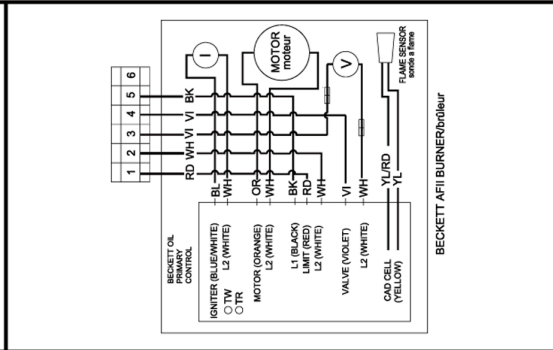 6
5
4
3
2
1
BK
VI
VI
WH
RD
I
MOTOR
moteur
V
FLAME SENSOR
sonde a flame
BL
WH
OR
WH
BK
RD
WH
VI
WH
YL/RD
YL
BECKETT OIL
PRIMARY
CONTROL
IGNITER (BLUE/WHITE)
L2 (WHITE)
TW
TR
MOTOR (ORANGE)
L2 (WHITE)
L1 (BLACK)
LIMIT (RED)
L2 (WHITE)
VALVE (VIOLET)
L2 (WHITE)
CAD CELL
(YELLOW)
BECKETT AFII BURNER/brûleur